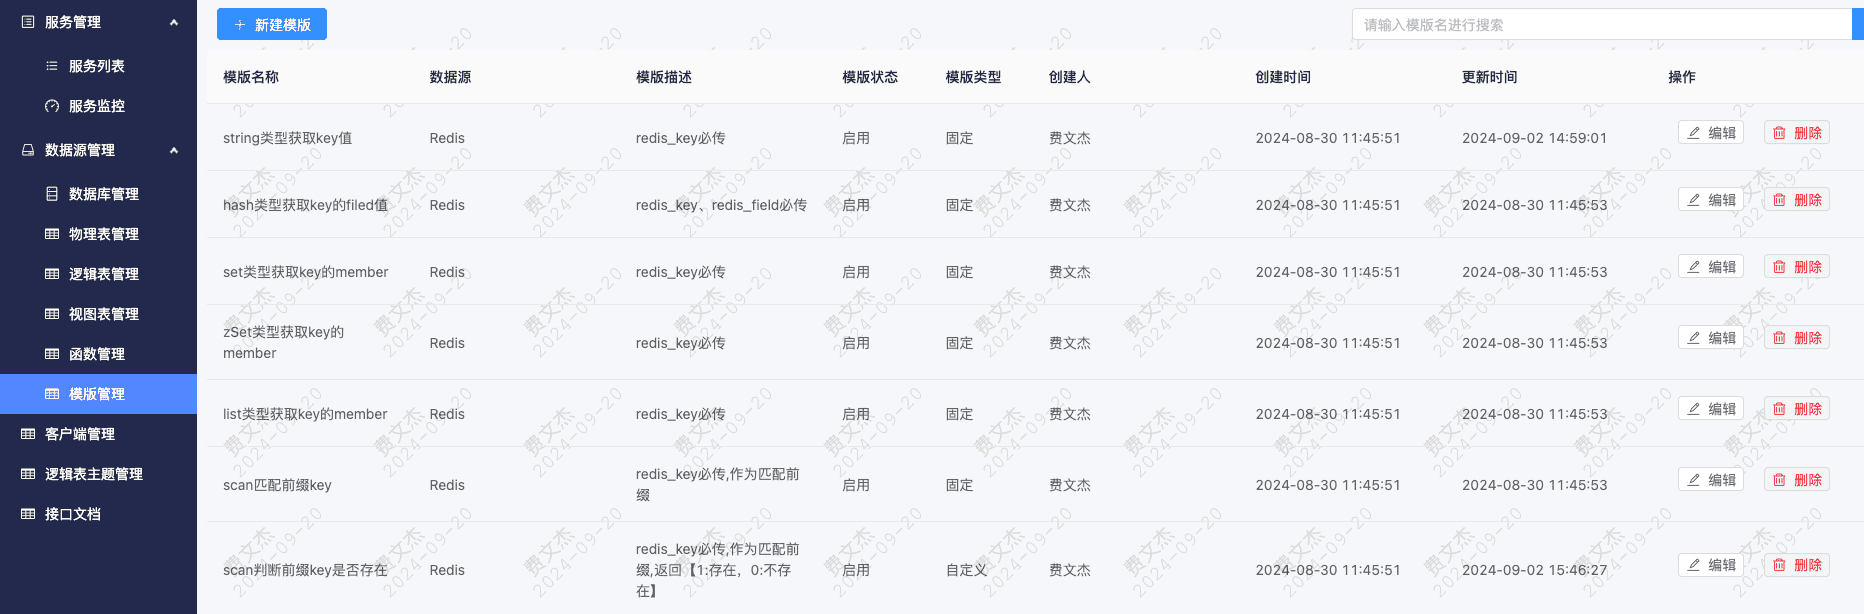 服务管理
服务列表
服务监控
数据源管理
数据库管理
物理表管理
逻辑表管理
视图表管理
函数管理
模版管理
客户端管理
逻辑表主题管理
接口文档
新建模版
请输入模版名进行搜索
模版名称 数据源 模版描述 模版状态 模版类型 创建人 创建时间 更新时间 操作
string类型获取key值 Redis redis_key必传 启用 固定 费文杰 2024-08-30 11:45:51 2024-09-02 14:59:01 编辑 删除
hash类型获取key的filed值 Redis redis_key、redis_field必传 启用 固定 费文杰 2024-08-30 11:45:51 2024-08-30 11:45:53 编辑 删除
set类型获取key的member Redis redis_key必传 启用 固定 费文杰 2024-08-30 11:45:51 2024-08-30 11:45:53 编辑 删除
zSet类型获取key的
member Redis redis_key必传 启用 固定 费文杰 2024-08-30 11:45:51 2024-08-30 11:45:53 编辑 删除
list类型获取key的member Redis redis_key必传 启用 固定 费文杰 2024-08-30 11:45:51 2024-08-30 11:45:53 编辑 删除
scan匹配前缀key Redis redis_key必传,作为匹配前
缀 启用 固定 费文杰 2024-08-30 11:45:51 2024-08-30 11:45:53 编辑 删除
scan判断前缀key是否存在 Redis redis_key必传,作为匹配前
缀,返回【1:存在，0:不存
在】 启用 自定义 费文杰 2024-08-30 11:45:51 2024-09-02 15:46:27 编辑 删除
费文杰
2024-09-20